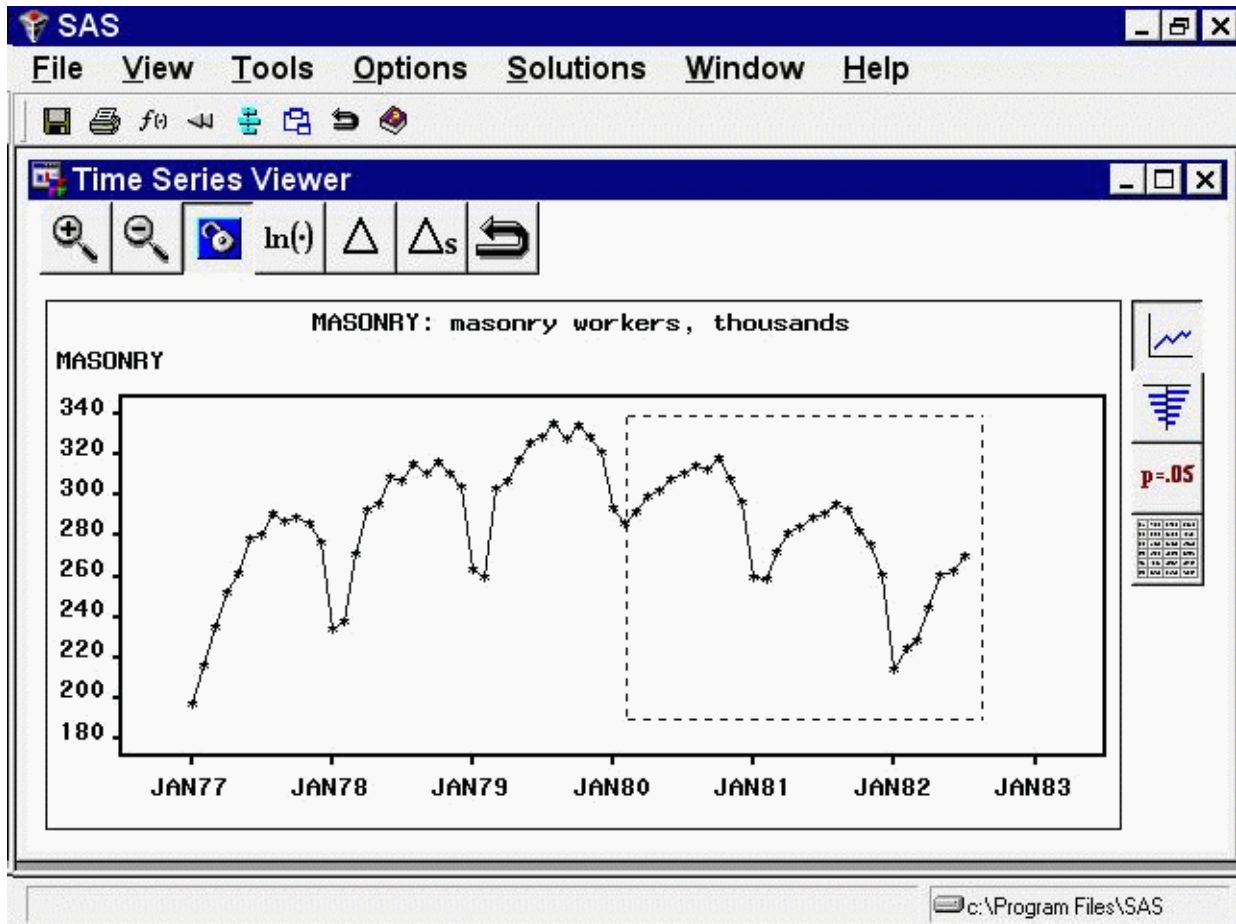 SAS
File View Tools Options Solutions Window Help
f(·)
Time Series Viewer
ln(·) Δ Δs
MASONRY: masonry workers, thousands
MASONRY
340
320
300
280
260
240
220
200
180
JAN77 JAN78 JAN79 JAN80 JAN81 JAN82 JAN83
p=.05
c:\Program Files\SAS